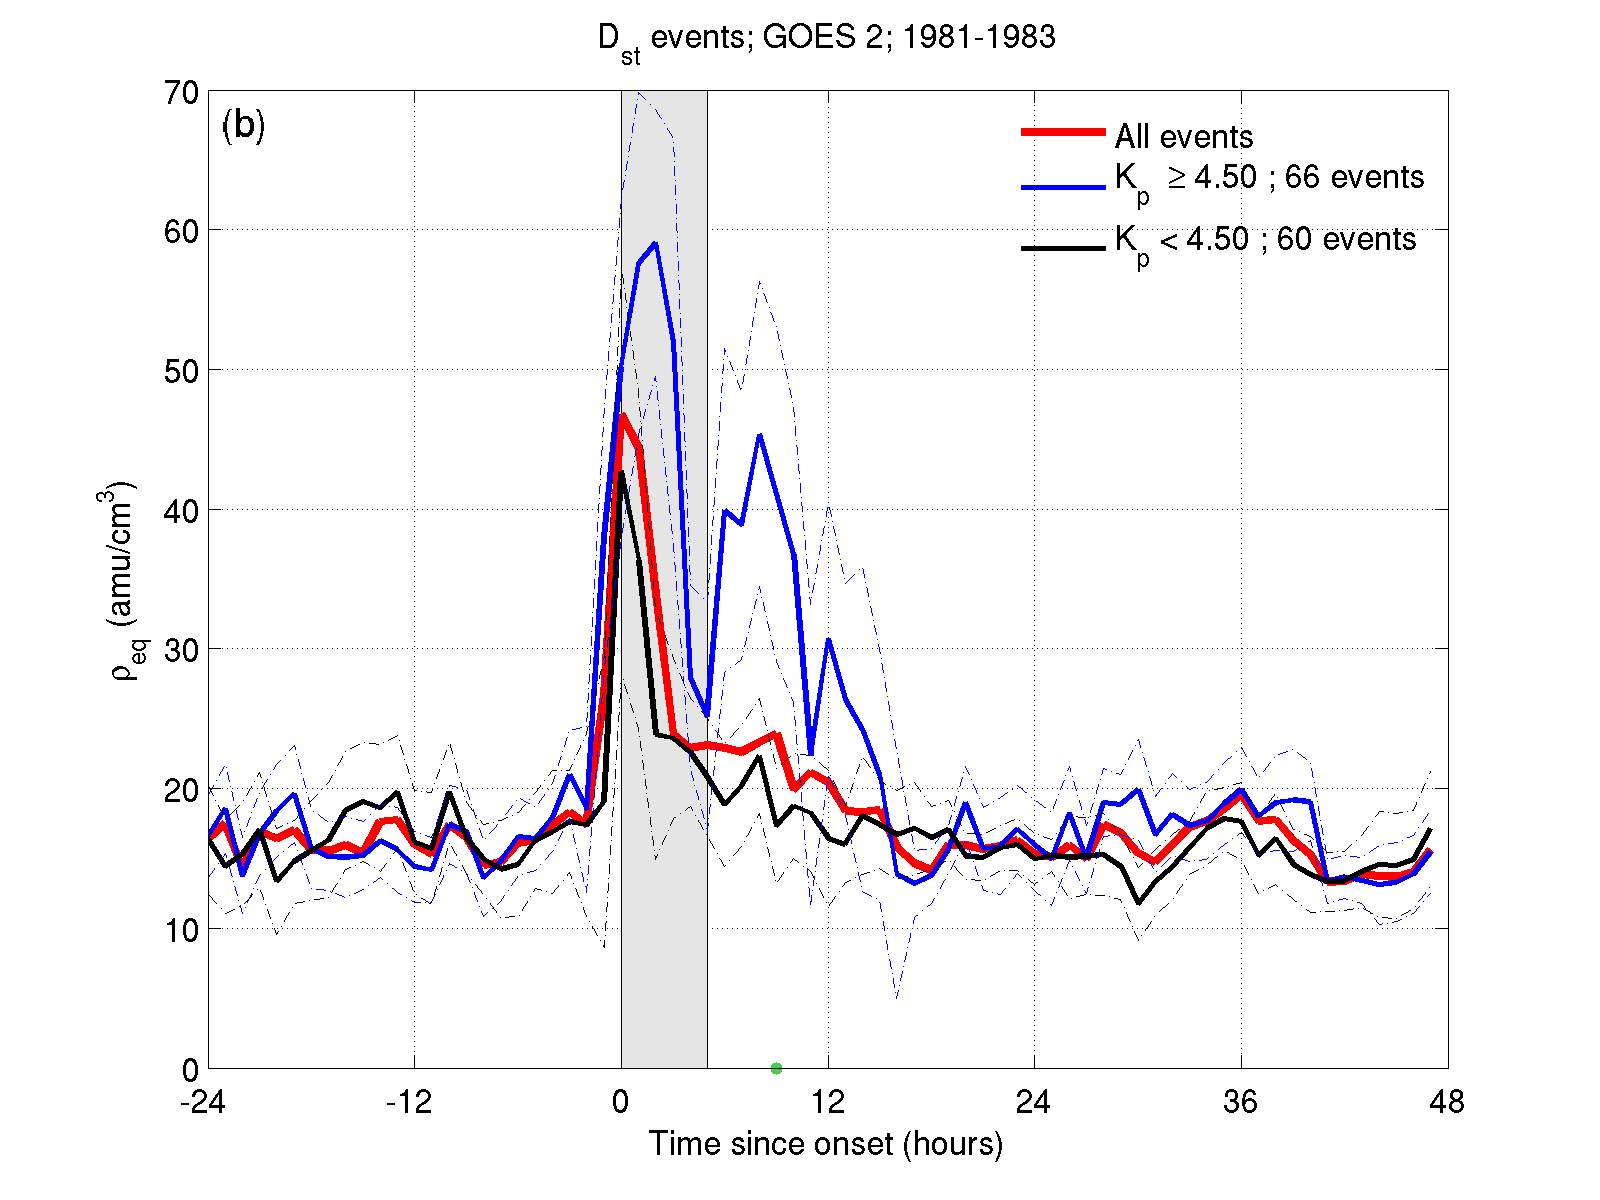 D_st events; GOES 2; 1981-1983
(b)
All events
K_p ≥ 4.50 ; 66 events
K_p < 4.50 ; 60 events
70
60
50
40
30
20
10
0
ρ_eq (amu/cm³)
-24 -12 0 12 24 36 48
Time since onset (hours)